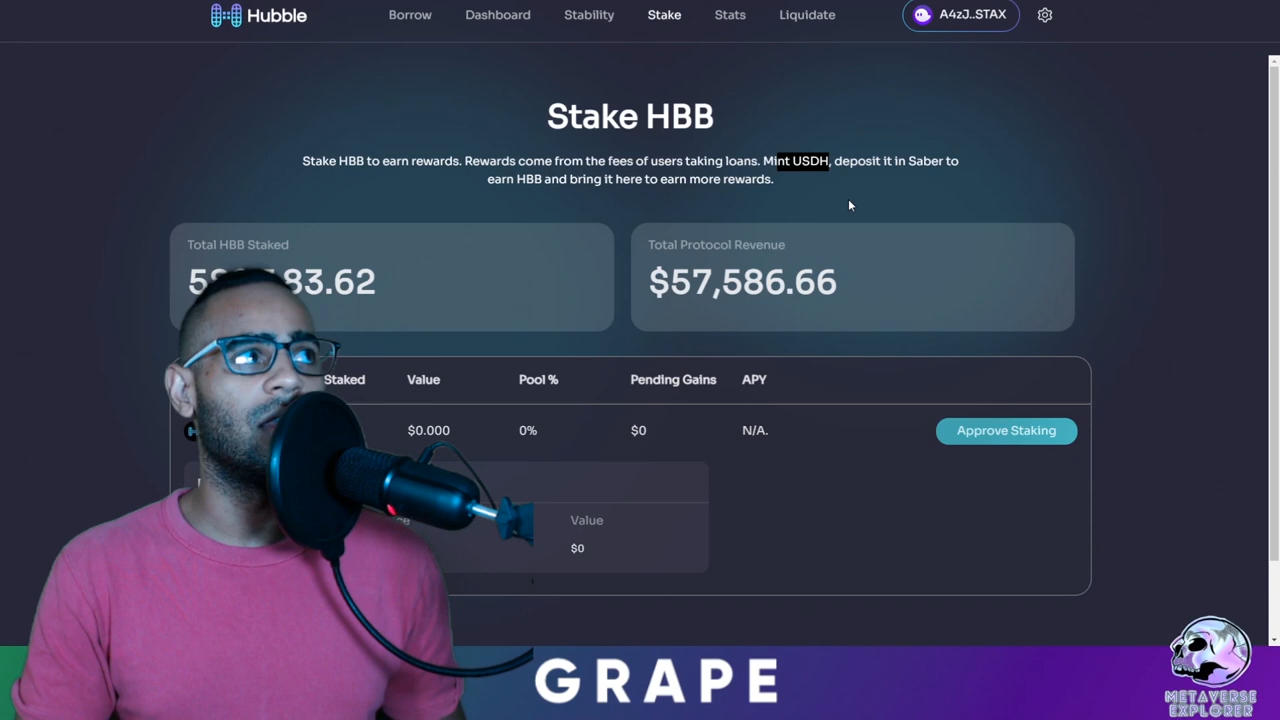 Hubble
Borrow Dashboard Stability Stake Stats Liquidate
A4zJ..STAX
Stake HBB
Stake HBB to earn rewards. Rewards come from the fees of users taking loans. Mint USDH, deposit it in Saber to
earn HBB and bring it here to earn more rewards.
Total HBB Staked
Total Protocol Revenue
$57,586.66
Staked Value Pool % Pending Gains APY
$0.000 0% $0 N/A.
Approve Staking
Value
$0
GRAPE
METAVERSE
EXPLORER